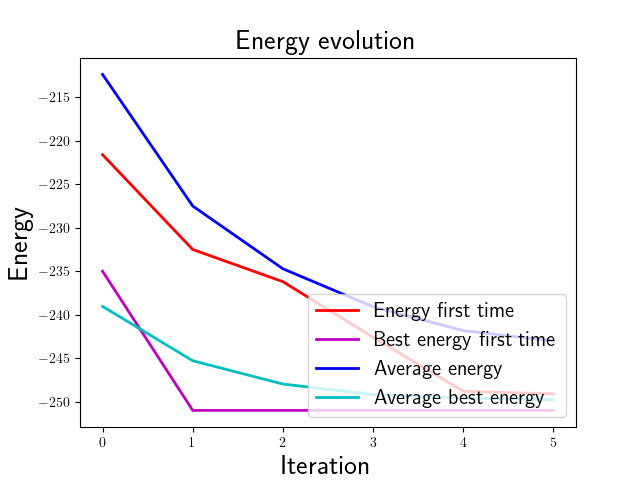 Energy evolution
Energy
−215
−220
−225
−230
−235
−240
−245
−250
Energy first time
Best energy first time
Average energy
Average best energy
0 1 2 3 4 5
Iteration